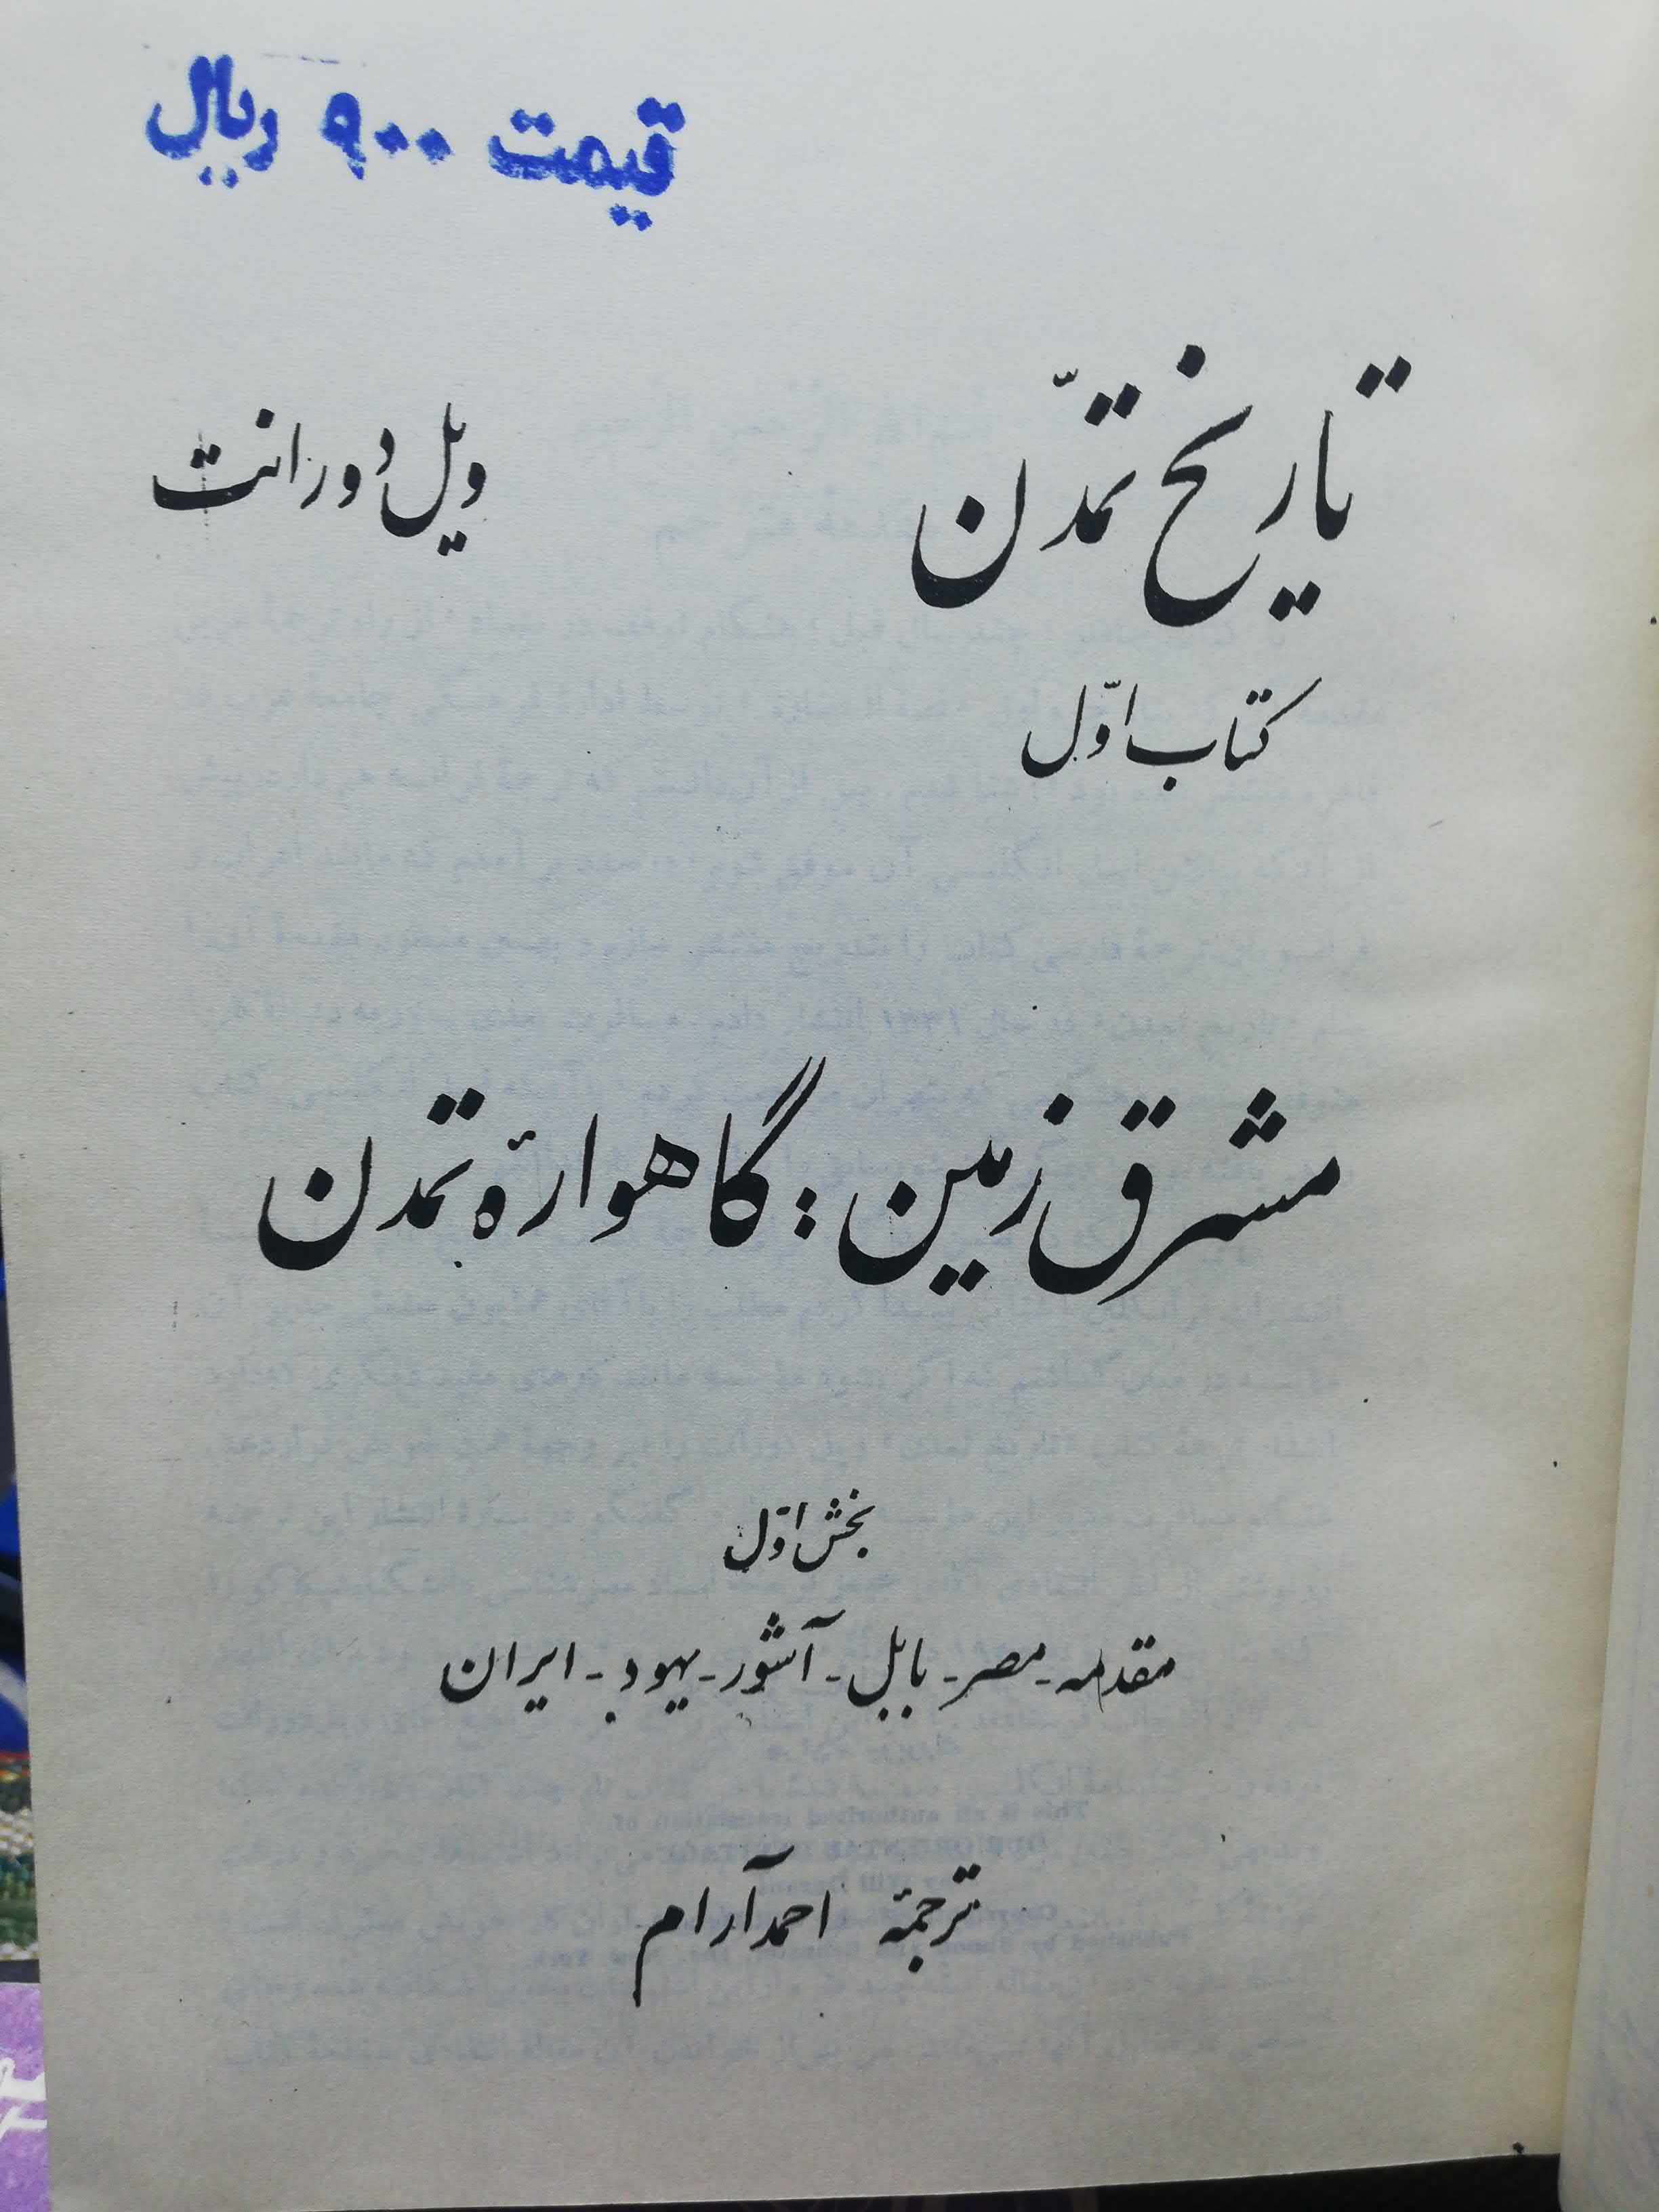 قیمت ۹۰۰ ریال
تاریخ تمدّن
ویل دورانت
کتاب اوّل
مشرق زمین : گاهوارهٔ تمدن
بخش اوّل
مقدمه - مصر - بابل - آشور - یهود - ایران
ترجمهٔ احمد آرام